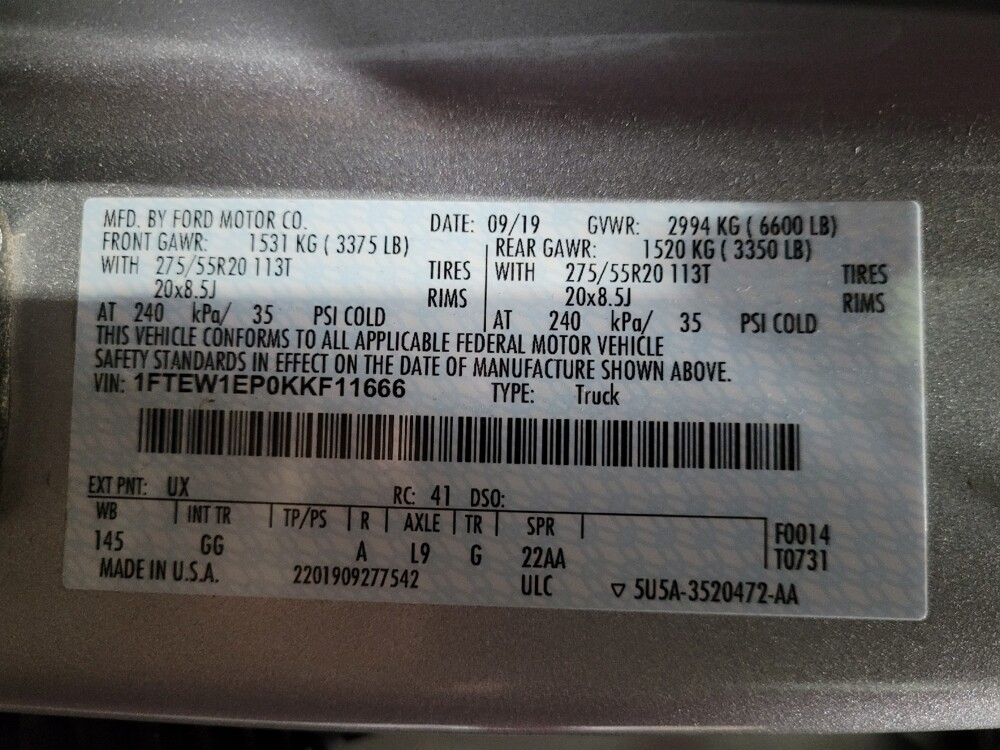 MFD. BY FORD MOTOR CO. DATE: 09/19 GVWR: 2994 KG ( 6600 LB)
FRONT GAWR: 1531 KG ( 3375 LB) REAR GAWR: 1520 KG ( 3350 LB)
WITH 275/55R20 113T TIRES WITH 275/55R20 113T TIRES
20x8.5J RIMS 20x8.5J RIMS
AT 240 kPa/ 35 PSI COLD AT 240 kPa/ 35 PSI COLD
THIS VEHICLE CONFORMS TO ALL APPLICABLE FEDERAL MOTOR VEHICLE
SAFETY STANDARDS IN EFFECT ON THE DATE OF MANUFACTURE SHOWN ABOVE.
VIN: 1FTEW1EP0KKF11666 TYPE: Truck
EXT PNT: UX RC: 41 DSO:
WB INT TR TP/PS R AXLE TR SPR F0014
145 GG A L9 G 22AA T0731
MADE IN U.S.A. 2201909277542 ULC ▽ 5U5A-3520472-AA